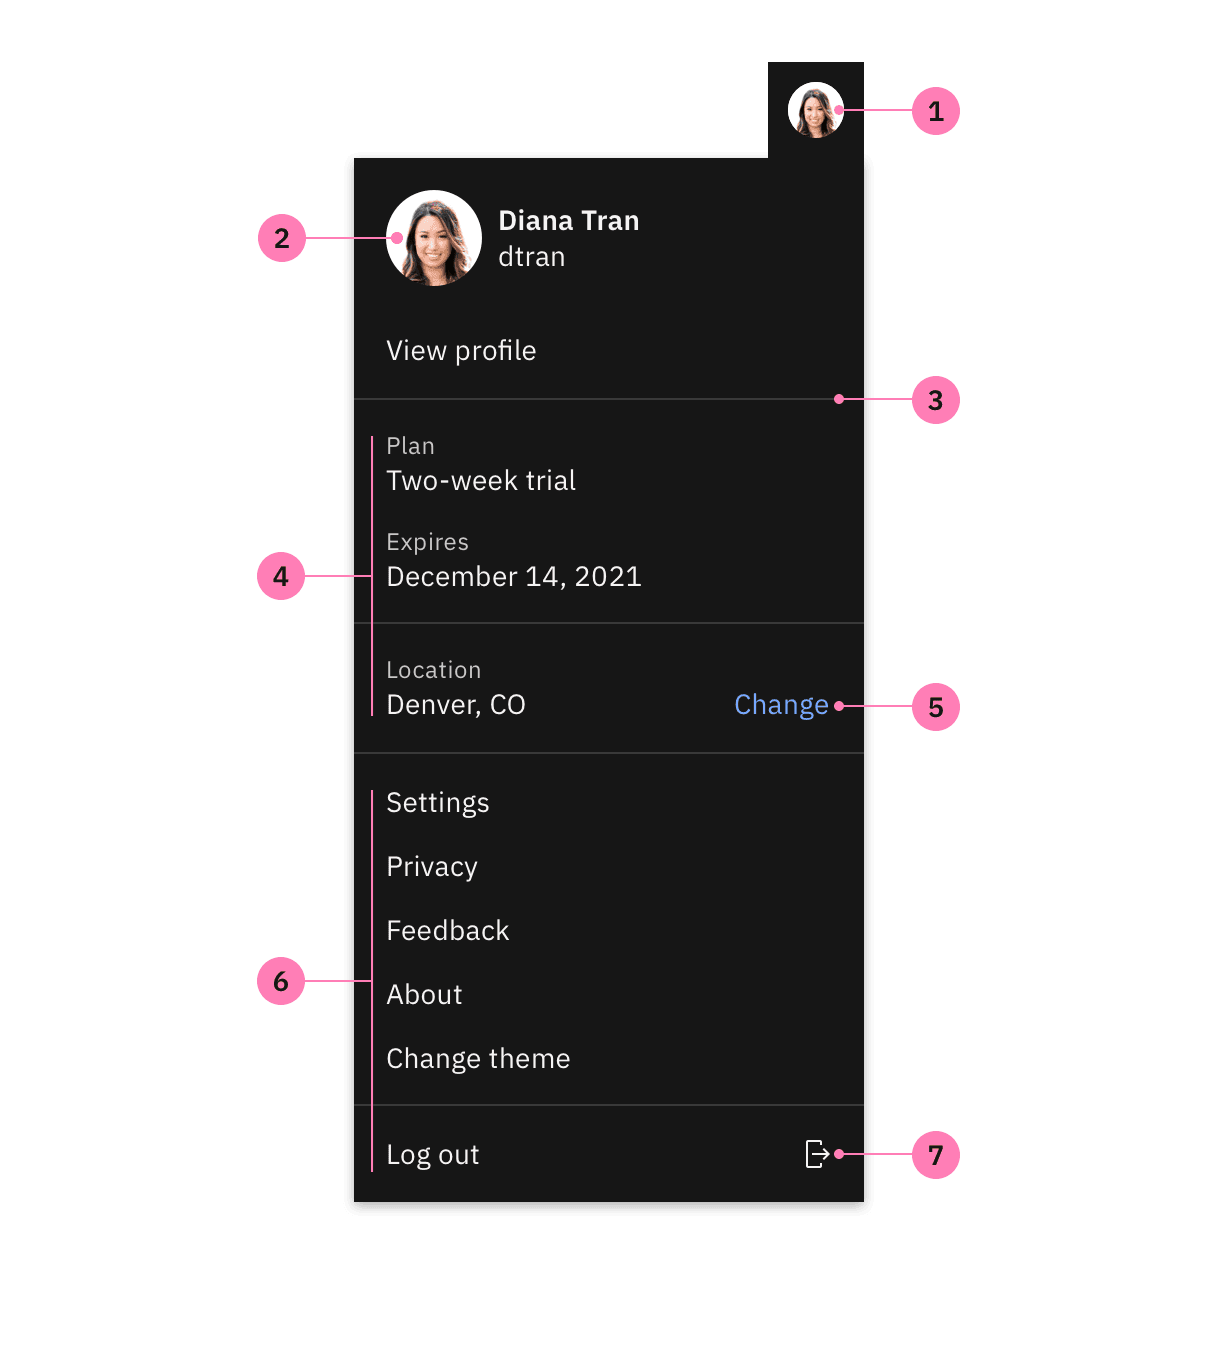 1
2
Diana Tran
dtran
View profile
3
Plan
Two-week trial
Expires
4
December 14, 2021
Location
Denver, CO
Change
5
Settings
Privacy
Feedback
6
About
Change theme
Log out
7